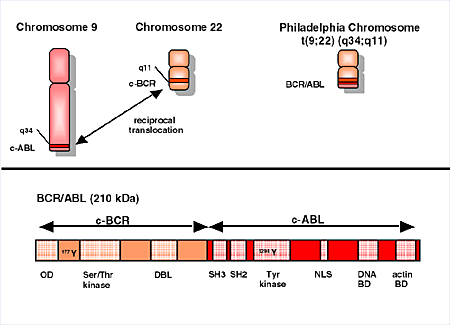 Chromosome 9
Chromosome 22
Philadelphia Chromosome
t(9;22) (q34;q11)
q11
c-BCR
BCR/ABL
q34
c-ABL
reciprocal
translocation
BCR/ABL (210 kDa)
c-BCR
c-ABL
177 Y
1294 Y
OD
Ser/Thr
kinase
DBL
SH3
SH2
Tyr
kinase
NLS
DNA
BD
actin
BD